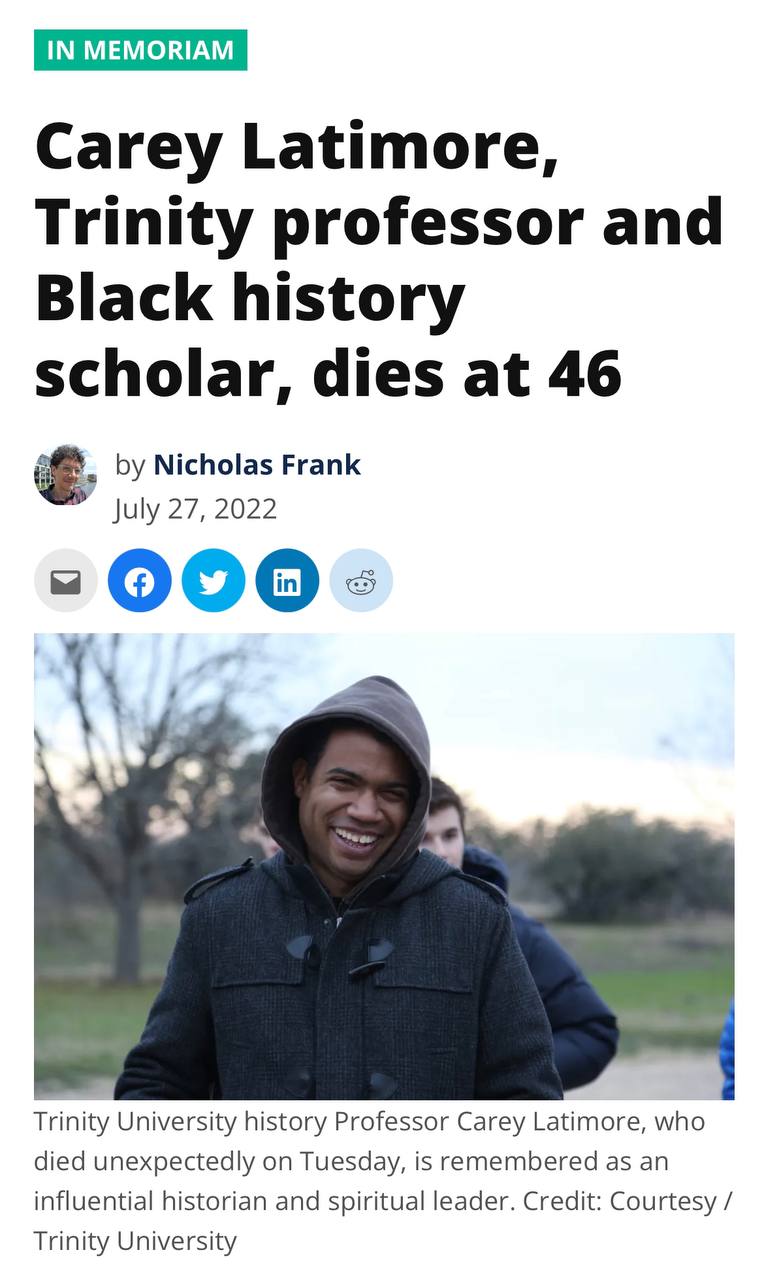 IN MEMORIAM
Carey Latimore,
Trinity professor and
Black history
scholar, dies at 46
by Nicholas Frank
July 27, 2022
Trinity University history Professor Carey Latimore, who
died unexpectedly on Tuesday, is remembered as an
influential historian and spiritual leader. Credit: Courtesy /
Trinity University